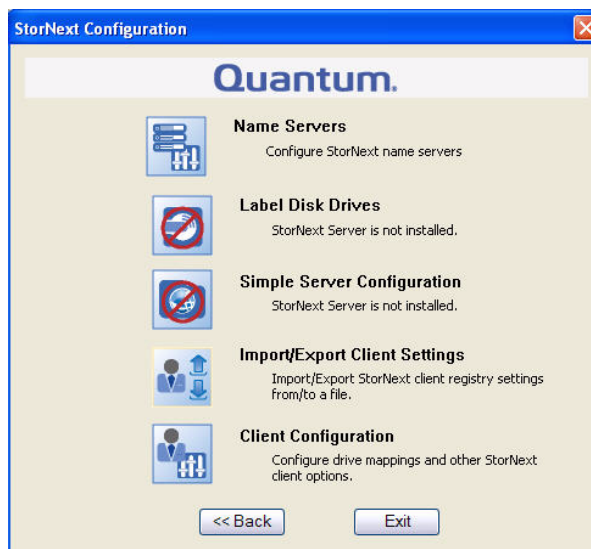 StorNext Configuration
Quantum.
Name Servers
Configure StorNext name servers
Label Disk Drives
StorNext Server is not installed.
Simple Server Configuration
StorNext Server is not installed.
Import/Export Client Settings
Import/Export StorNext client registry settings
from/to a file.
Client Configuration
Configure drive mappings and other StorNext
client options.
<< Back
Exit